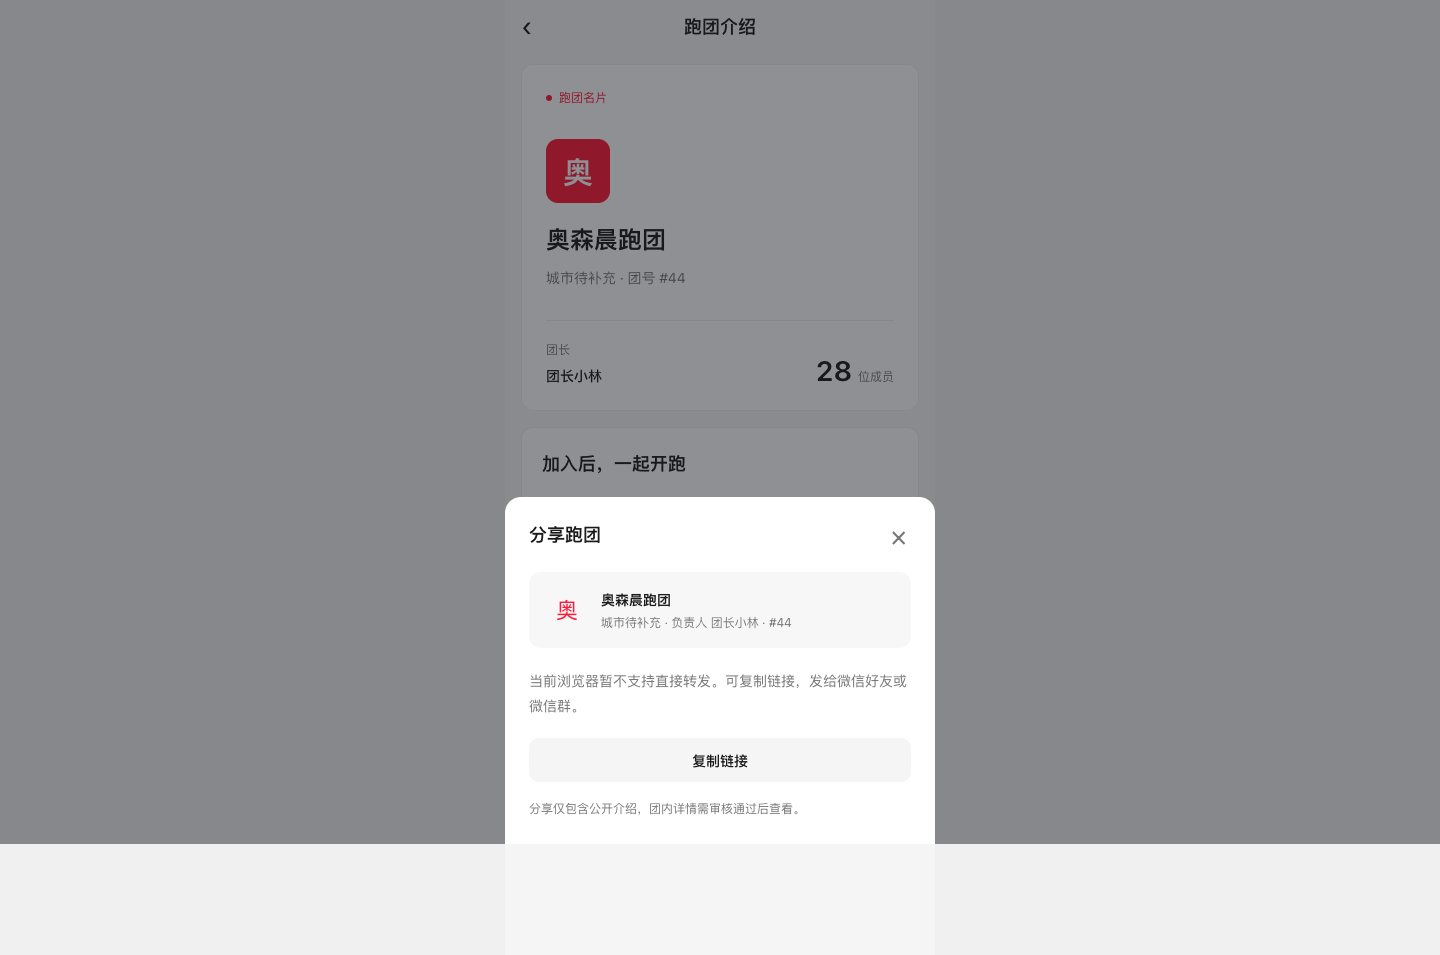 跑团介绍
跑团名片
奥
奥森晨跑团
城市待补充 · 团号 #44
团长
团长小林
28 位成员
加入后，一起开跑
分享跑团
奥
奥森晨跑团
城市待补充 · 负责人 团长小林 · #44
当前浏览器暂不支持直接转发。可复制链接，发给微信好友或
微信群。
复制链接
分享仅包含公开介绍，团内详情需审核通过后查看。